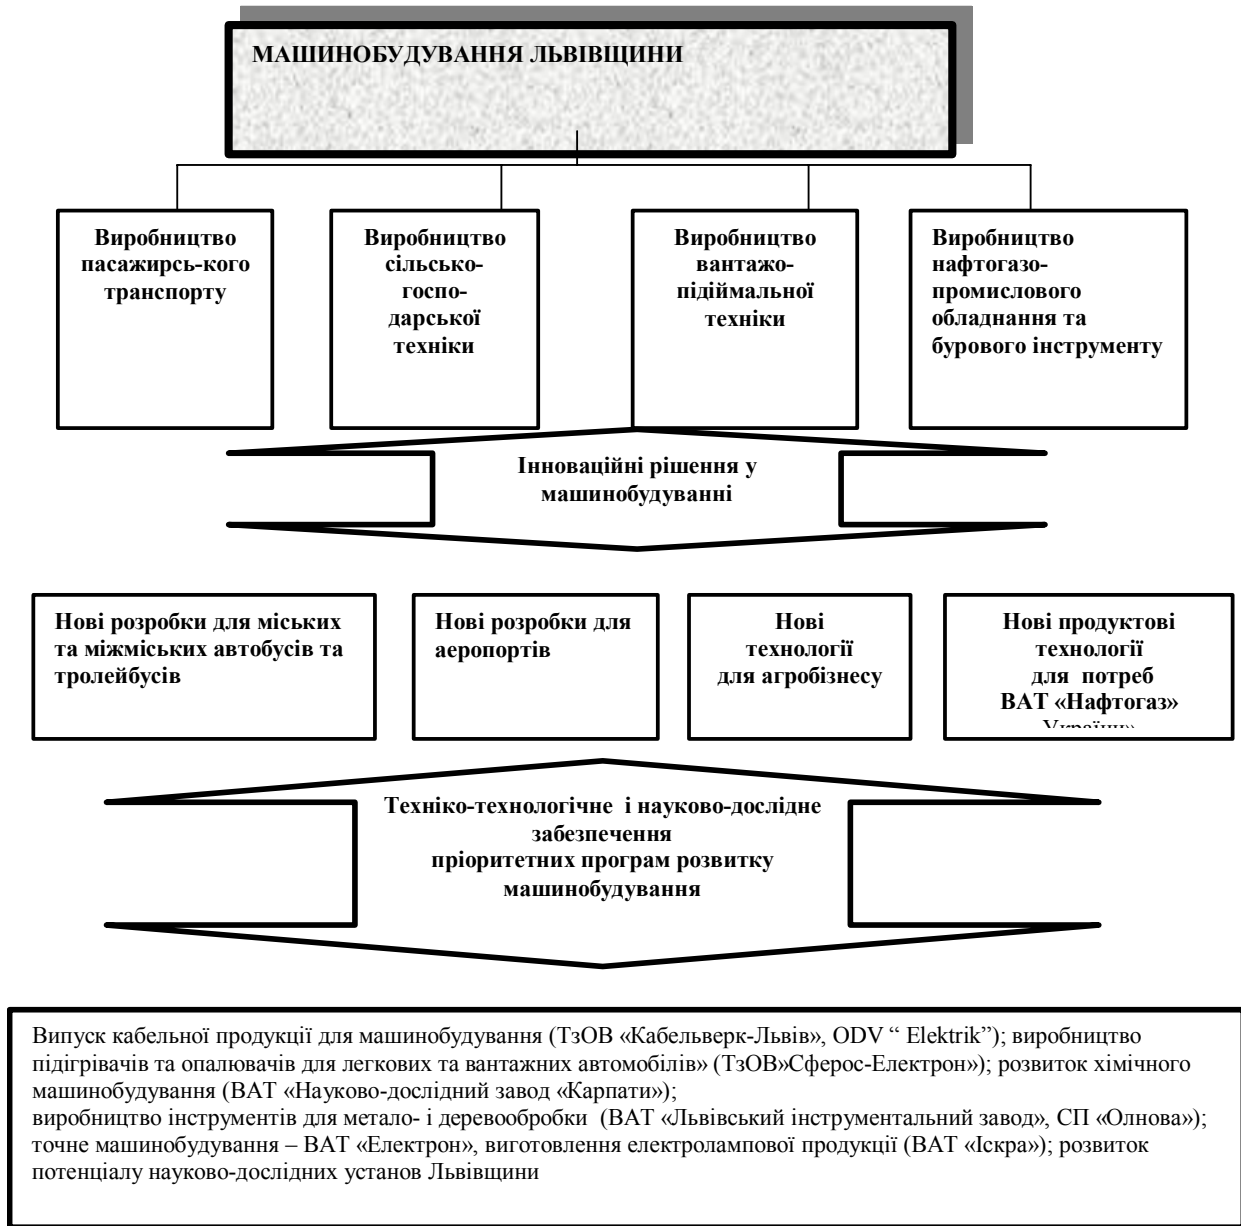 МАШИНОБУДУВАННЯ ЛЬВІВЩИНИ
Виробництво
пасажирсь-кого
транспорту
Виробництво
сільсько-
госпо-
дарської
техніки
Виробництво
вантажо-
підіймальної
техніки
Виробництво
нафтогазо-
промислового
обладнання та
бурового інструменту
Інноваційні рішення у
машинобудуванні
Нові розробки для міських
та міжміських автобусів та
тролейбусів
Нові розробки для
аеропортів
Нові
технології
для агробізнесу
Нові продуктові
технології
для потреб
ВАТ «Нафтогаз»
України»
Техніко-технологічне і науково-дослідне
забезпечення
пріоритетних програм розвитку
машинобудування
Випуск кабельної продукції для машинобудування (ТзОВ «Кабельверк-Львів», ODV “ Elektrik”); виробництво
підігрівачів та опалювачів для легкових та вантажних автомобілів» (ТзОВ»Сферос-Електрон»); розвиток хімічного
машинобудування (ВАТ «Науково-дослідний завод «Карпати»);
виробництво інструментів для метало- і деревообробки (ВАТ «Львівський інструментальний завод», СП «Олнова»);
точне машинобудування – ВАТ «Електрон», виготовлення електролампової продукції (ВАТ «Іскра»); розвиток
потенціалу науково-дослідних установ Львівщини